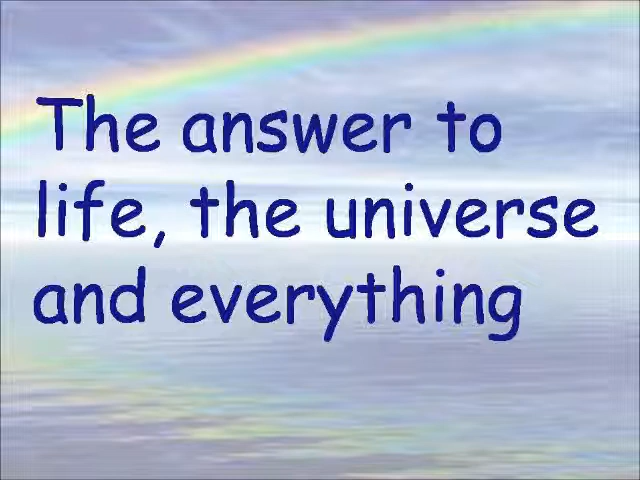 The answer to
life, the universe
and everything